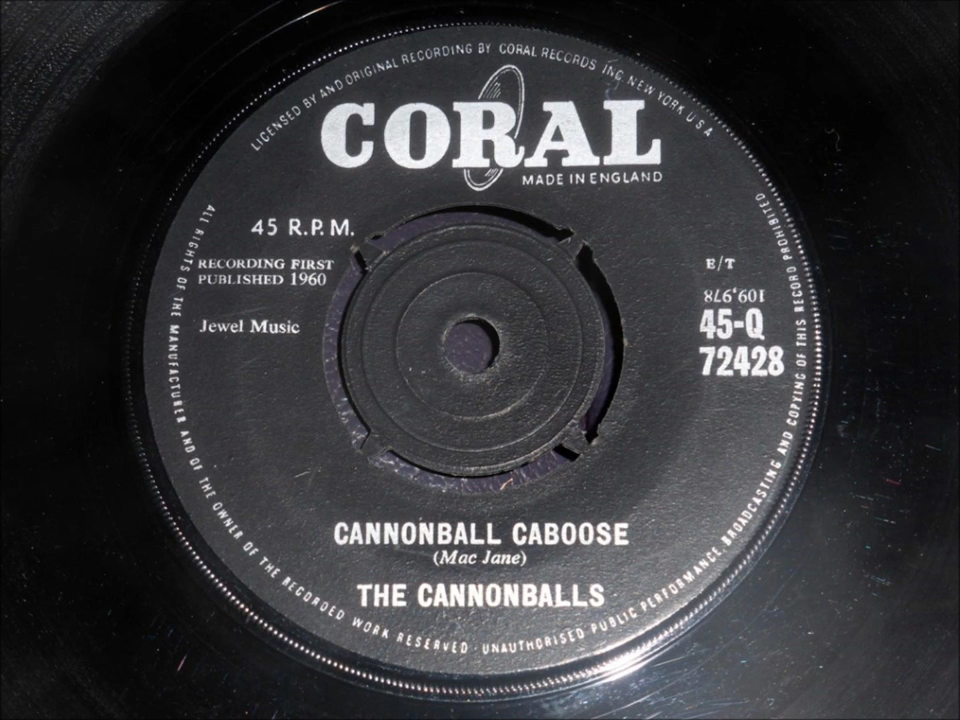 LICENSED BY AND ORIGINAL RECORDING BY CORAL RECORDS INC NEW YORK U S A
CORAL
MADE IN ENGLAND
45 R.P.M.
RECORDING FIRST
PUBLISHED 1960
Jewel Music
E/T
109,978
45-Q
72428
CANNONBALL CABOOSE
(Mac Jane)
THE CANNONBALLS
ALL RIGHTS OF THE MANUFACTURER AND OF THE OWNER OF THE RECORDED WORK RESERVED · UNAUTHORISED PUBLIC PERFORMANCE, BROADCASTING AND COPYING OF THIS RECORD PROHIBITED